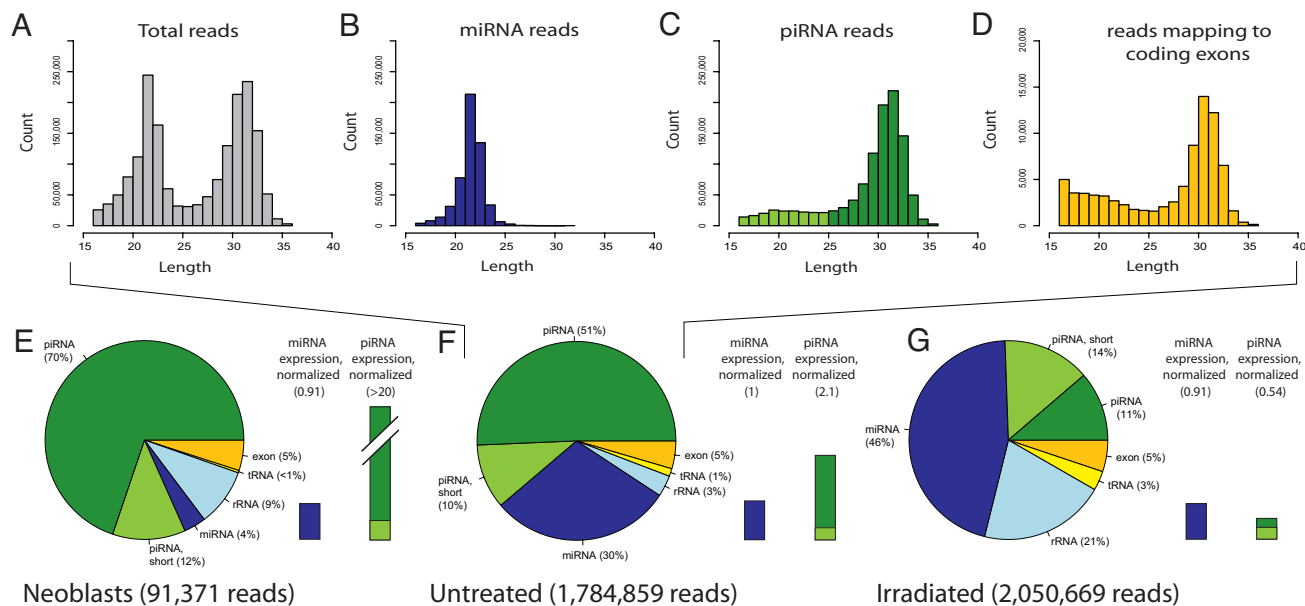 A
Total reads
Count
0
50,000
150,000
250,000
15
20
25
30
35
40
Length
B
miRNA reads
Count
0
50,000
150,000
250,000
15
20
25
30
35
40
Length
C
piRNA reads
Count
0
50,000
150,000
250,000
15
20
25
30
35
40
Length
D
reads mapping to
coding exons
Count
0
5,000
10,000
15,000
20,000
15
20
25
30
35
40
Length
E
piRNA
(70%)
exon (5%)
tRNA (<1%)
rRNA (9%)
miRNA (4%)
piRNA,
short (12%)
miRNA
expression,
normalized
(0.91)
piRNA
expression,
normalized
(>20)
Neoblasts (91,371 reads)
F
piRNA (51%)
exon (5%)
tRNA (1%)
rRNA (3%)
miRNA (30%)
piRNA,
short
(10%)
miRNA
expression,
normalized
(1)
piRNA
expression,
normalized
(2.1)
Untreated (1,784,859 reads)
G
piRNA, short
(14%)
piRNA
(11%)
exon (5%)
tRNA (3%)
rRNA (21%)
miRNA
(46%)
miRNA
expression,
normalized
(0.91)
piRNA
expression,
normalized
(0.54)
Irradiated (2,050,669 reads)